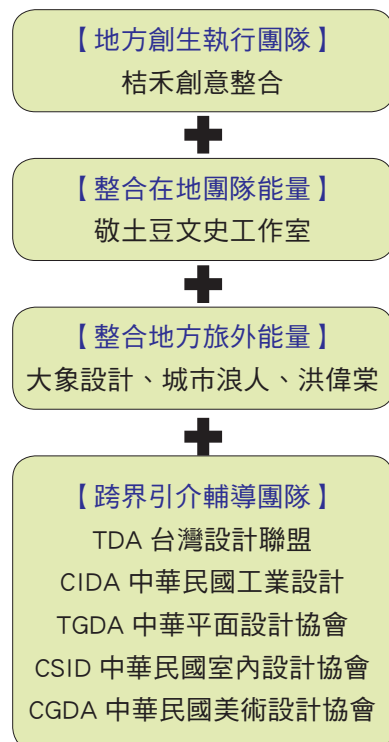 【地方創生執行團隊】
桔禾創意整合
【整合在地團隊能量】
敬土豆文史工作室
【整合地方旅外能量】
大象設計、城市浪人、洪偉棠
【跨界引介輔導團隊】
TDA 台灣設計聯盟
CIDA 中華民國工業設計
TGDA 中華平面設計協會
CSID 中華民國室內設計協會
CGDA 中華民國美術設計協會